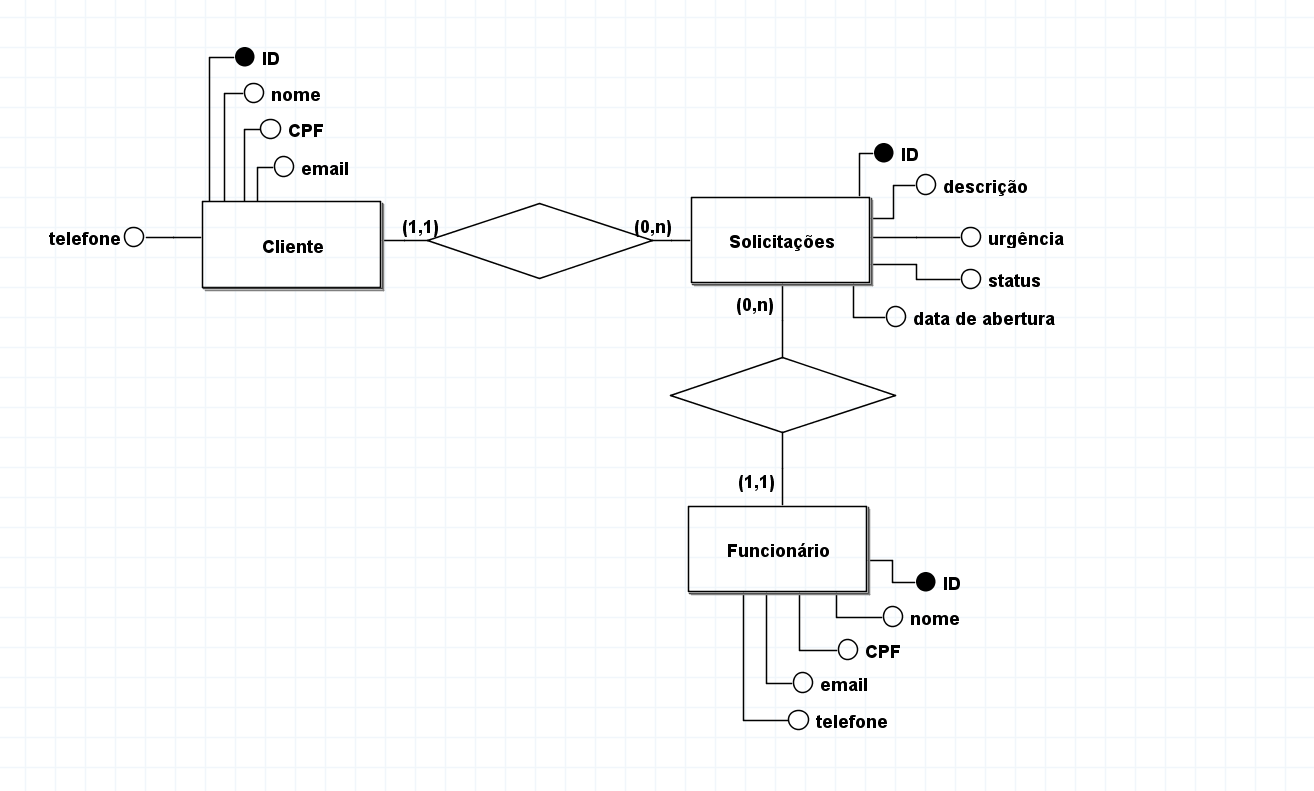 ID
nome
CPF
email
telefone
Cliente
(1,1)
(0,n)
Solicitações
ID
descrição
urgência
status
data de abertura
(0,n)
(1,1)
Funcionário
ID
nome
CPF
email
telefone